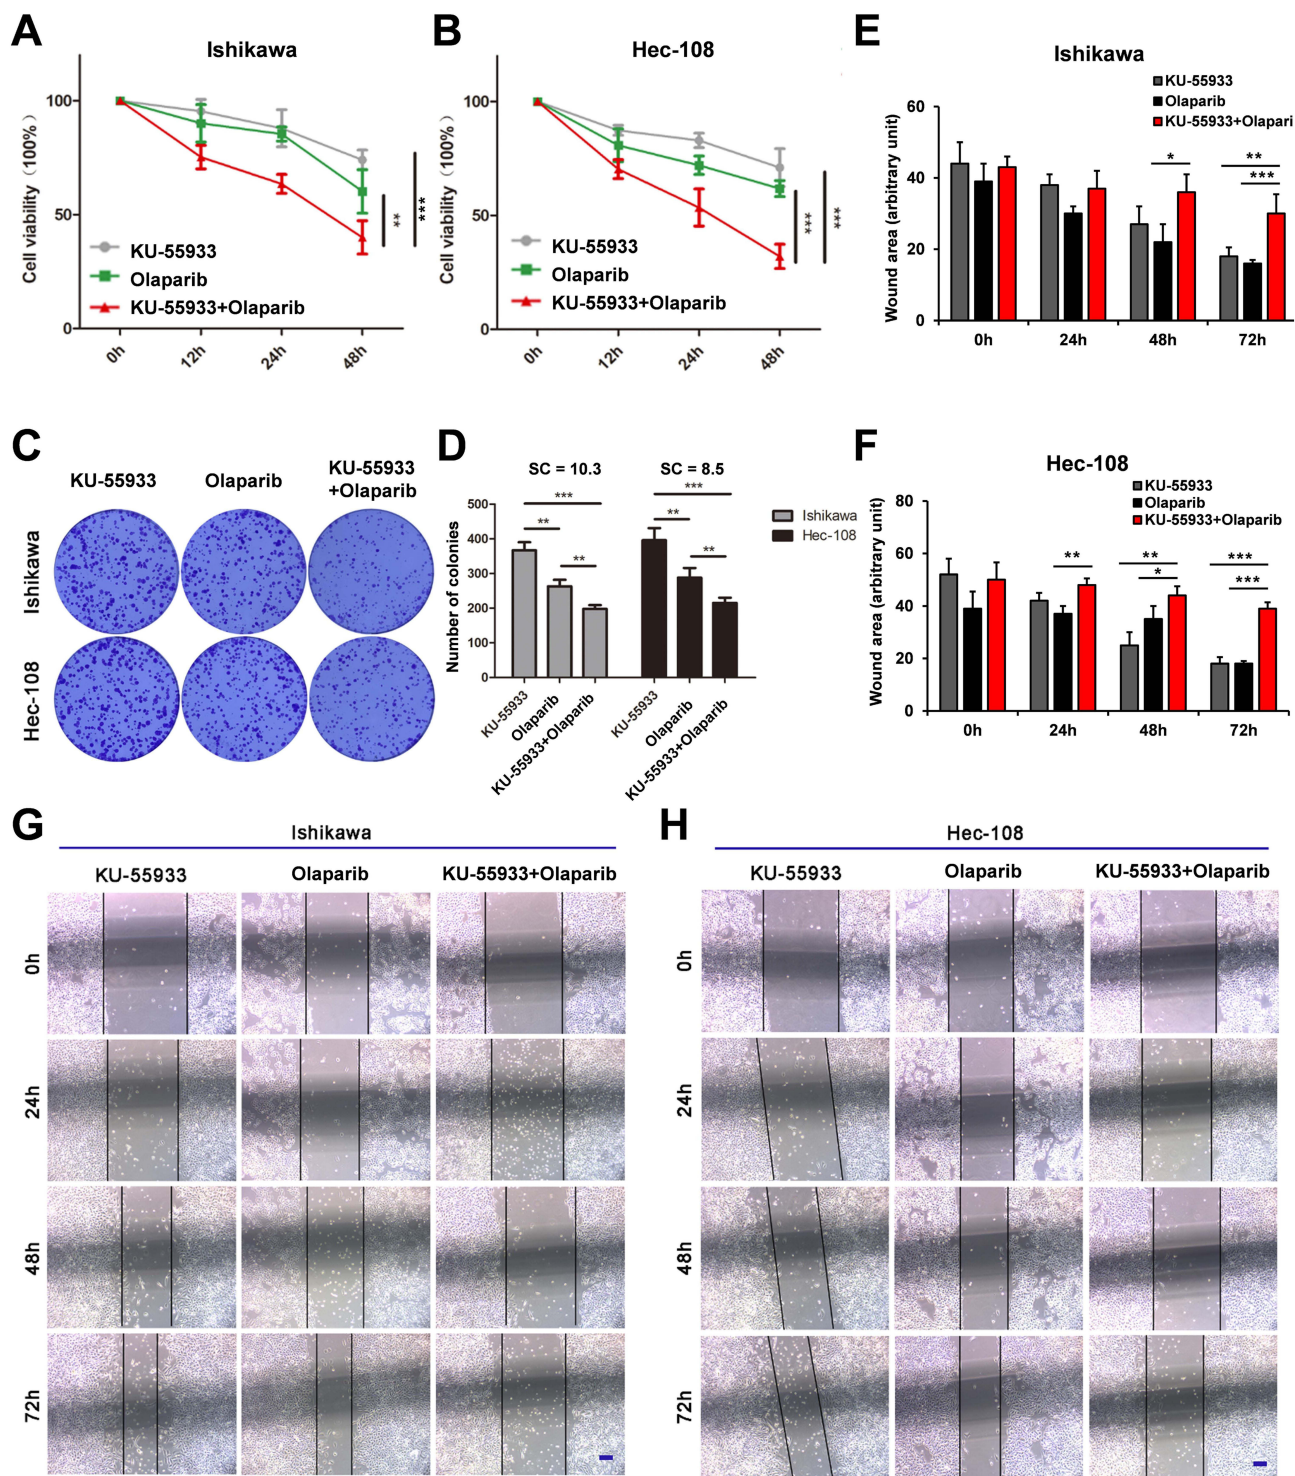 A
Ishikawa
Cell viability（100%）
100
50
0
KU-55933
Olaparib
KU-55933+Olaparib
**
***
0h
12h
24h
48h
B
Hec-108
Cell viability（100%）
100
50
0
KU-55933
Olaparib
KU-55933+Olaparib
***
***
0h
12h
24h
48h
E
Ishikawa
KU-55933
Olaparib
KU-55933+Olapari
Wound area (arbitrary unit)
60
40
20
0
*
**
***
0h
24h
48h
72h
C
KU-55933
Olaparib
KU-55933
+Olaparib
Ishikawa
Hec-108
D
SC = 10.3
SC = 8.5
Number of colonies
500
400
300
200
100
0
***
**
**
***
**
**
Ishikawa
Hec-108
KU-55933
Olaparib
KU-55933+Olaparib
KU-55933
Olaparib
KU-55933+Olaparib
F
Hec-108
KU-55933
Olaparib
KU-55933+Olaparib
Wound area (arbitrary unit)
80
60
40
20
0
**
**
*
***
***
0h
24h
48h
72h
G
Ishikawa
KU-55933
Olaparib
KU-55933+Olaparib
0h
24h
48h
72h
H
Hec-108
KU-55933
Olaparib
KU-55933+Olaparib
0h
24h
48h
72h